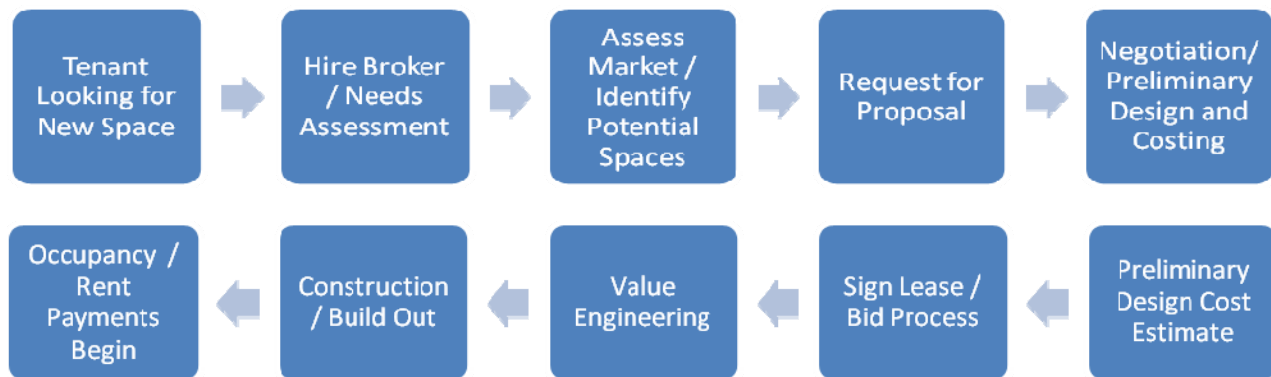 Tenant
Looking for
New Space
Hire Broker
/ Needs
Assessment
Assess
Market /
Identify
Potential
Spaces
Request for
Proposal
Negotiation/
Preliminary
Design and
Costing
Preliminary
Design Cost
Estimate
Sign Lease /
Bid Process
Value
Engineering
Construction
/ Build Out
Occupancy /
Rent
Payments
Begin